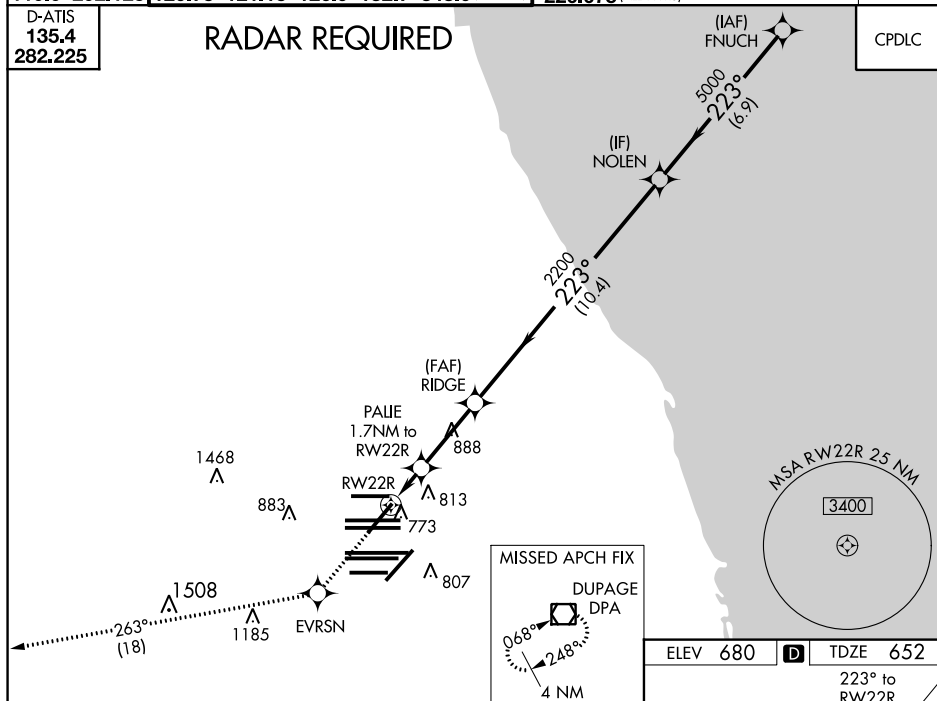 D-ATIS
135.4
282.225
RADAR REQUIRED
(IAF)
FNUCH
CPDLC
5000
223°
(6.9)
(IF)
NOLEN
2200
223°
(10.4)
(FAF)
RIDGE
PALIE
1.7NM to
RW22R
888
1468
RW22R
813
883
773
MSA RW22R 25 NM
3400
807
MISSED APCH FIX
DUPAGE
DPA
068°
248°
4 NM
1508
1185
EVRSN
263°
(18)
ELEV 680
D
TDZE 652
223° to
RW22R